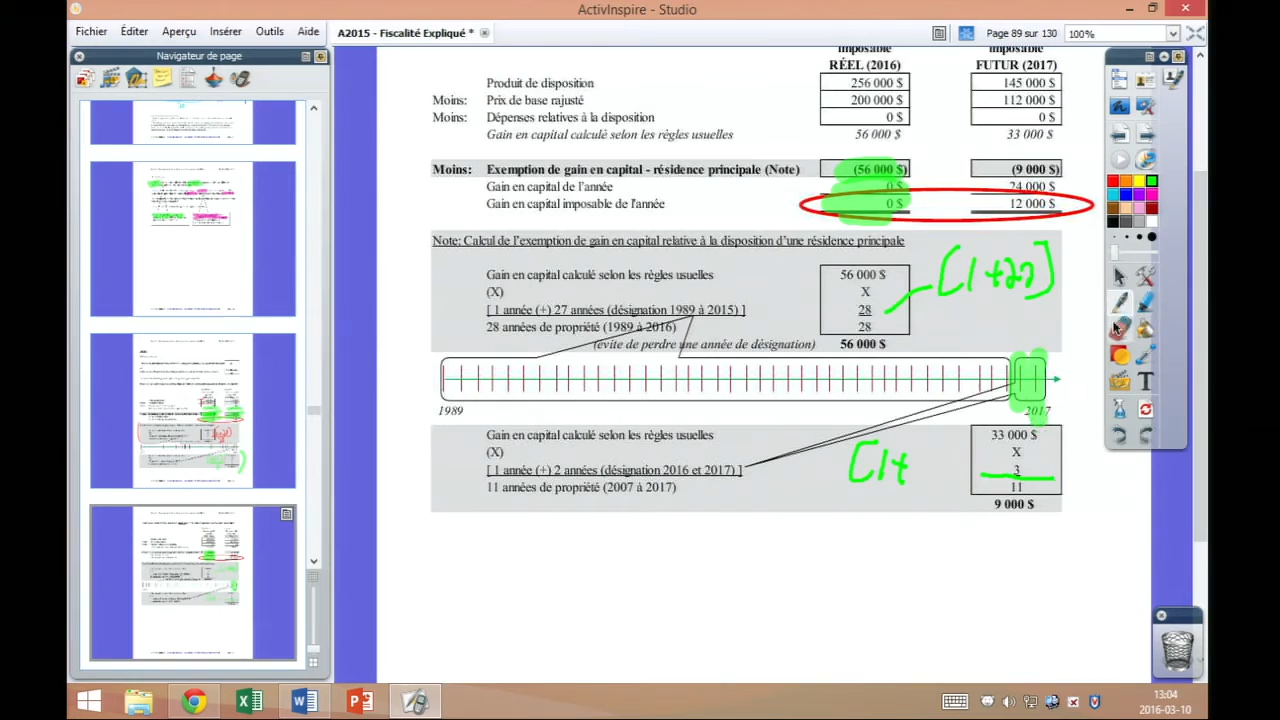 ActivInspire - Studio
Fichier Éditer Aperçu Insérer Outils Aide
A2015 - Fiscalité Expliqué *
Page 89 sur 130
100%
Navigateur de page
imposable imposable
RÉEL (2016) FUTUR (2017)
Produit de disposition 256 000 $ 145 000 $
Moins: Prix de base rajusté 200 000 $ 112 000 $
Moins: Dépenses relatives à la disposition 0 $ 0 $
Gain en capital calculé selon les règles usuelles 56 000 $ 33 000 $
Moins: Exemption de gain en capital - résidence principale (Note) (56 000 $) (9 000 $)
Gain en capital de l'année $ 24 000 $
Gain en capital imposable de l'année 0 $ 12 000 $
Note: Calcul de l'exemption de gain en capital relative à la disposition d'une résidence principale
Gain en capital calculé selon les règles usuelles 56 000 $
(X) X
[ 1 année (+) 27 années (désignation 1989 à 2015) ] 28
28 années de propriété (1989 à 2016) 28
(évite de perdre une année de désignation) 56 000 $
[1+27]
1989 2017
Gain en capital calculé selon les règles usuelles 33 000 $
(X) X
[ 1 année (+) 2 années (désignation 2016 et 2017) ] 3
11 années de propriété (2007 à 2017) 11
9 000 $
[1+
13:04
2016-03-10